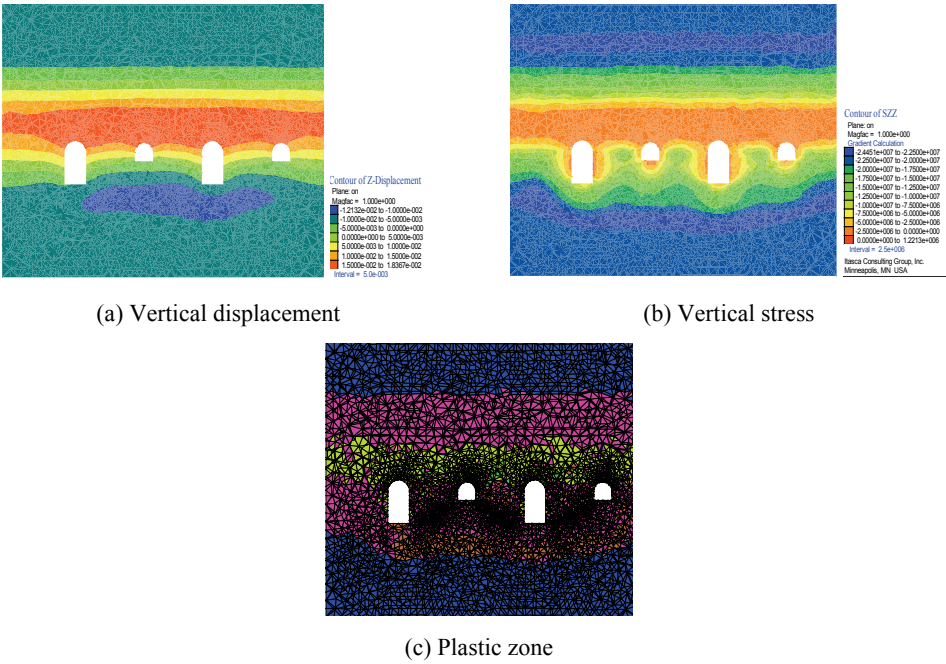 Contour of Z-Displacement
Plane: on
Magfac = 1.000e+000
-1.2132e-002 to -1.0000e-002
-1.0000e-002 to -5.0000e-003
-5.0000e-003 to 0.0000e+000
0.0000e+000 to 5.0000e-003
5.0000e-003 to 1.0000e-002
1.0000e-002 to 1.5000e-002
1.5000e-002 to 1.8367e-002
Interval = 5.0e-003
Contour of SZZ
Plane: on
Magfac = 1.000e+000
Gradient Calculation
-2.4451e+007 to -2.2500e+007
-2.2500e+007 to -2.0000e+007
-2.0000e+007 to -1.7500e+007
-1.7500e+007 to -1.5000e+007
-1.5000e+007 to -1.2500e+007
-1.2500e+007 to -1.0000e+007
-1.0000e+007 to -7.5000e+006
-7.5000e+006 to -5.0000e+006
-5.0000e+006 to -2.5000e+006
-2.5000e+006 to 0.0000e+000
0.0000e+000 to 1.2213e+006
Interval = 2.5e+006
Itasca Consulting Group, Inc.
Minneapolis, MN USA
(a) Vertical displacement
(b) Vertical stress
(c) Plastic zone